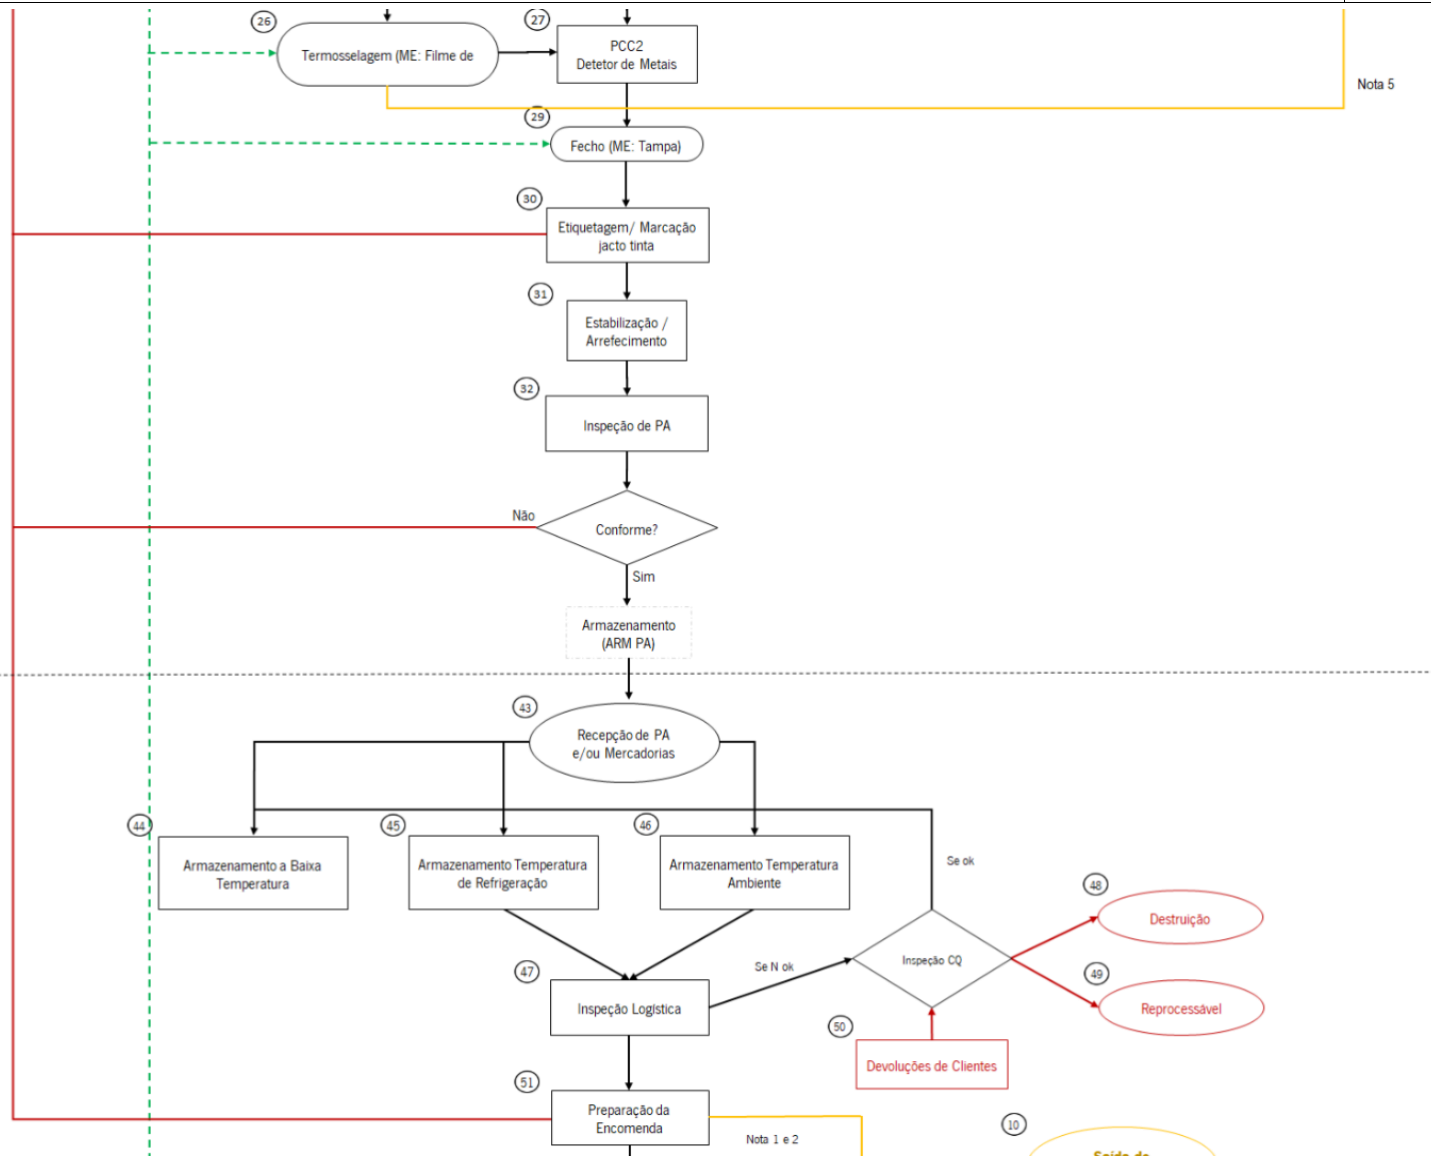 26
Termosselagem (ME: Filme de
27
PCC2
Detetor de Metais
Nota 5
29
Fecho (ME: Tampa)
30
Etiquetagem/ Marcação
jacto tinta
31
Estabilização /
Arrefecimento
32
Inspeção de PA
Não
Conforme?
Sim
Armazenamento
(ARM PA)
43
Recepção de PA
e/ou Mercadorias
44
Armazenamento a Baixa
Temperatura
45
Armazenamento Temperatura
de Refrigeração
46
Armazenamento Temperatura
Ambiente
Se ok
48
Destruição
Inspeção CQ
Se N ok
47
Inspeção Logística
49
Reprocessável
50
Devoluções de Clientes
51
Preparação da
Encomenda
Nota 1 e 2
10
Saída de